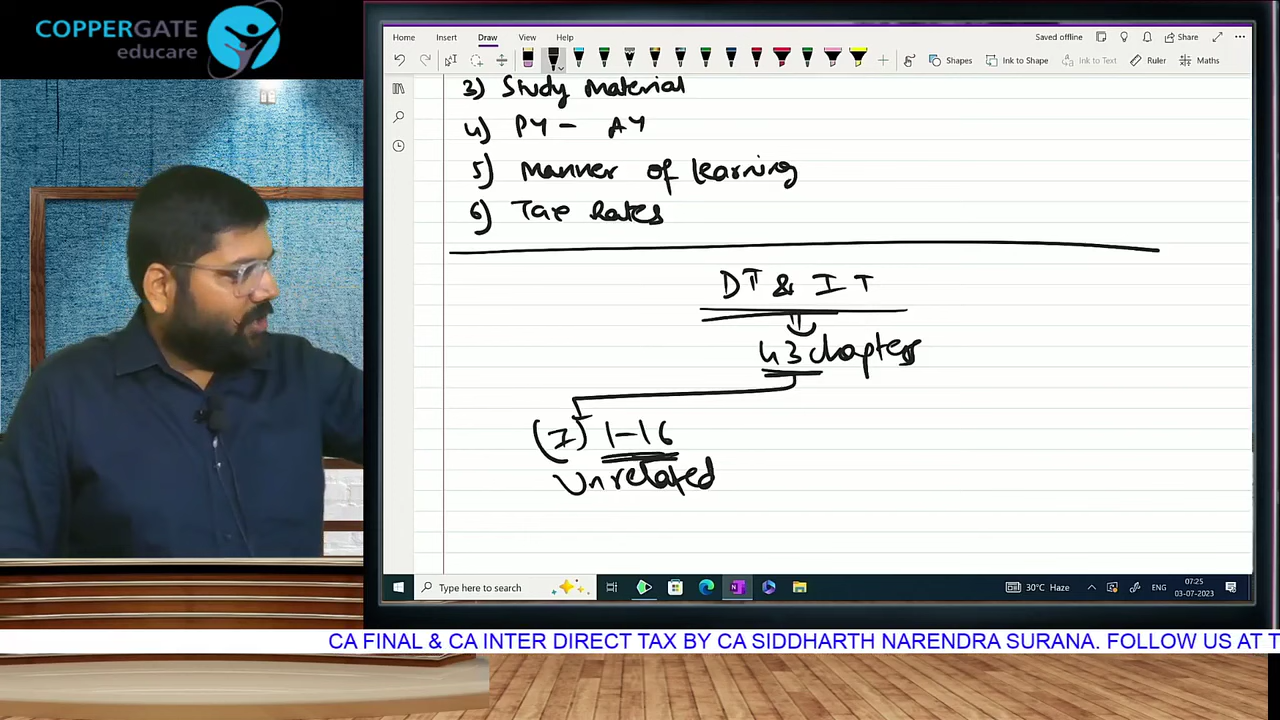 COPPERGATE
educare
Home Insert Draw View Help
Saved offline
Share
Shapes
Ink to Shape
Ink to Text
Ruler
Maths
3) Study Material
4) PY - AY
5) Manner of learning
6) Tax Rates
DT & IT
43 chapters
(I) 1-16
Unrelated
Type here to search
30°C Haze
ENG
07:25
03-07-2023
CA FINAL & CA INTER DIRECT TAX BY CA SIDDHARTH NARENDRA SURANA. FOLLOW US AT T